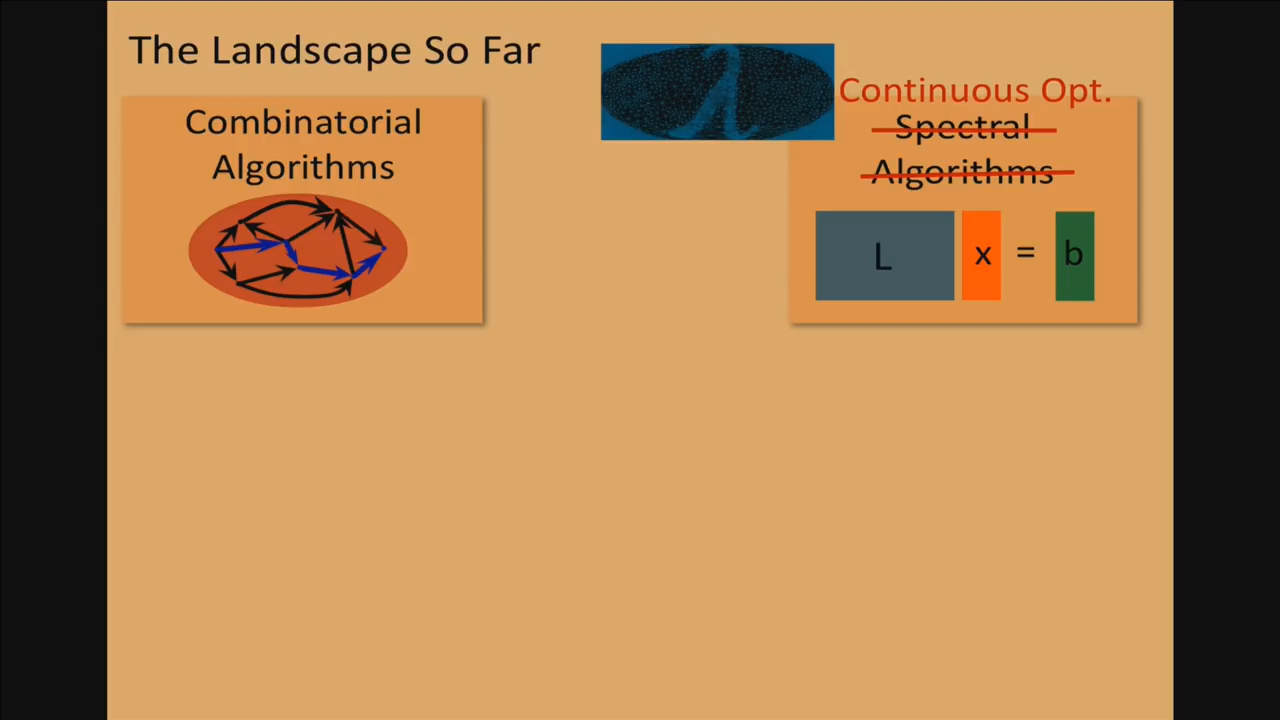 The Landscape So Far
Combinatorial
Algorithms
λ
Continuous Opt.
Spectral
Algorithms
L x = b